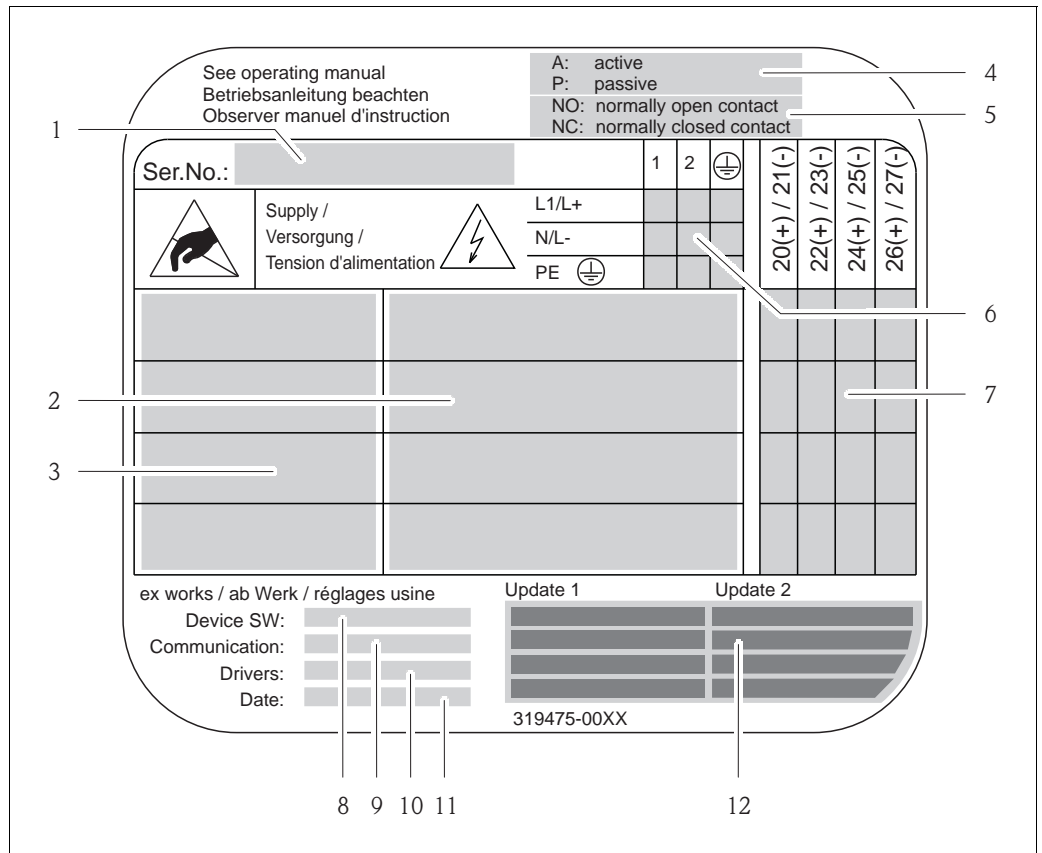 See operating manual
Betriebsanleitung beachten
Observer manuel d'instruction
A: active
P: passive
NO: normally open contact
NC: normally closed contact
4
5
1
Ser.No.:
1 2
20(+) / 21(-)
22(+) / 23(-)
24(+) / 25(-)
26(+) / 27(-)
Supply /
Versorgung /
Tension d'alimentation
L1/L+
N/L-
PE
6
2
7
3
ex works / ab Werk / réglages usine
Device SW:
Communication:
Drivers:
Date:
Update 1
Update 2
319475-00XX
8 9 10 11 12